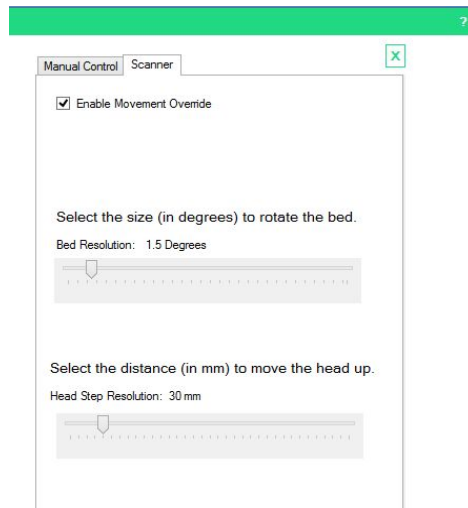 ?
X
Manual Control Scanner
Enable Movement Override
Select the size (in degrees) to rotate the bed.
Bed Resolution: 1.5 Degrees
Select the distance (in mm) to move the head up.
Head Step Resolution: 30 mm